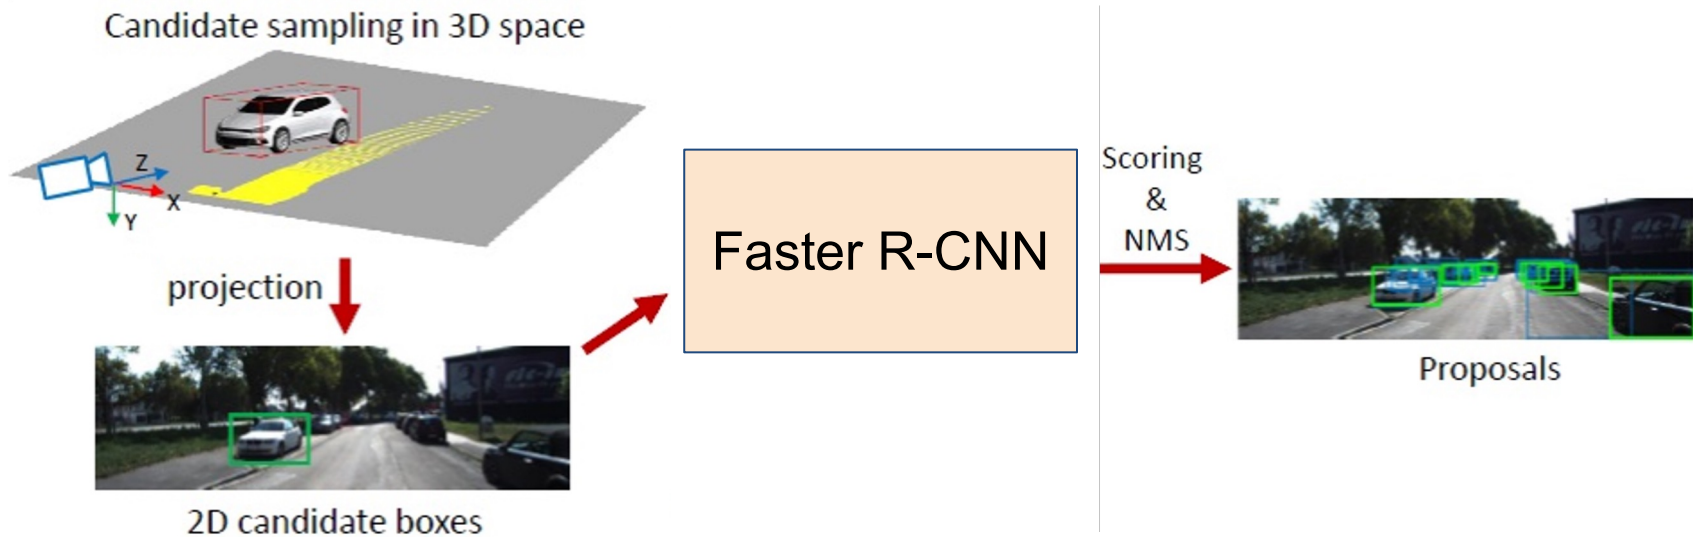 Candidate sampling in 3D space
Z
X
Y
projection
2D candidate boxes
Faster R-CNN
Scoring
&
NMS
Proposals